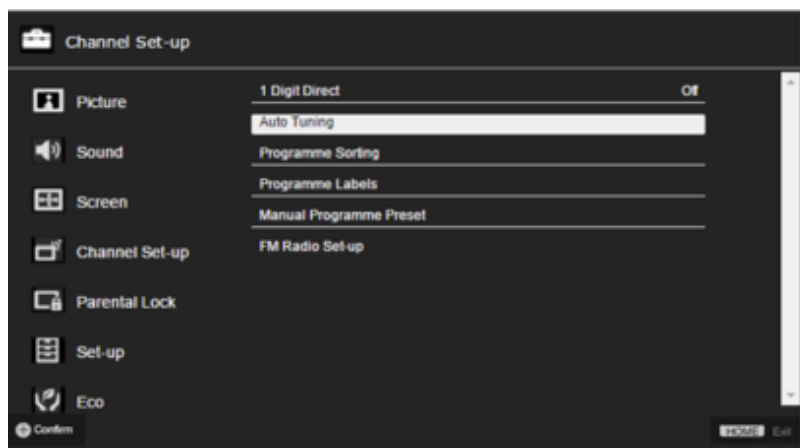 Channel Set-up
Picture
Sound
Screen
Channel Set-up
Parental Lock
Set-up
Eco
1 Digit Direct Off
Auto Tuning
Programme Sorting
Programme Labels
Manual Programme Preset
FM Radio Set-up
Confirm
HOME Exit